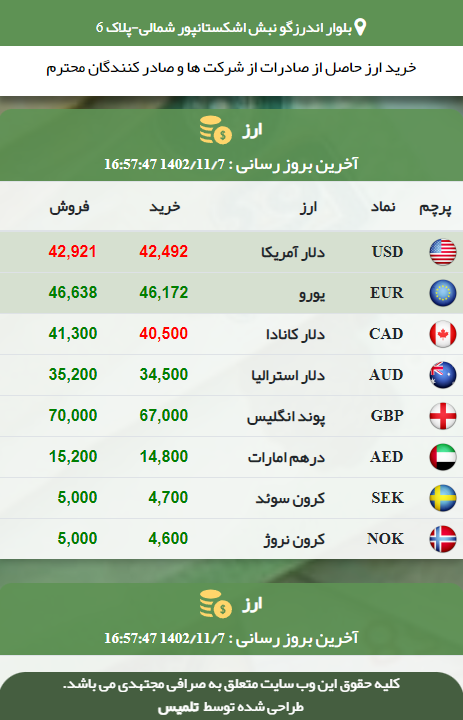 بلوار اندرزگو نبش اشکستانپور شمالی-پلاک 6
خرید ارز حاصل از صادرات از شرکت ها و صادر کنندگان محترم
ارز
آخرین بروز رسانی : 1402/11/7 16:57:47
پرچم نماد ارز خرید فروش
USD دلار آمریکا 42,492 42,921
EUR یورو 46,172 46,638
CAD دلار کانادا 40,500 41,300
AUD دلار استرالیا 34,500 35,200
GBP پوند انگلیس 67,000 70,000
AED درهم امارات 14,800 15,200
SEK کرون سوئد 4,700 5,000
NOK کرون نروژ 4,600 5,000
ارز
آخرین بروز رسانی : 1402/11/7 16:57:47
کلیه حقوق این وب سایت متعلق به صرافی مجتهدی می باشد.
طراحی شده توسط تلمیس